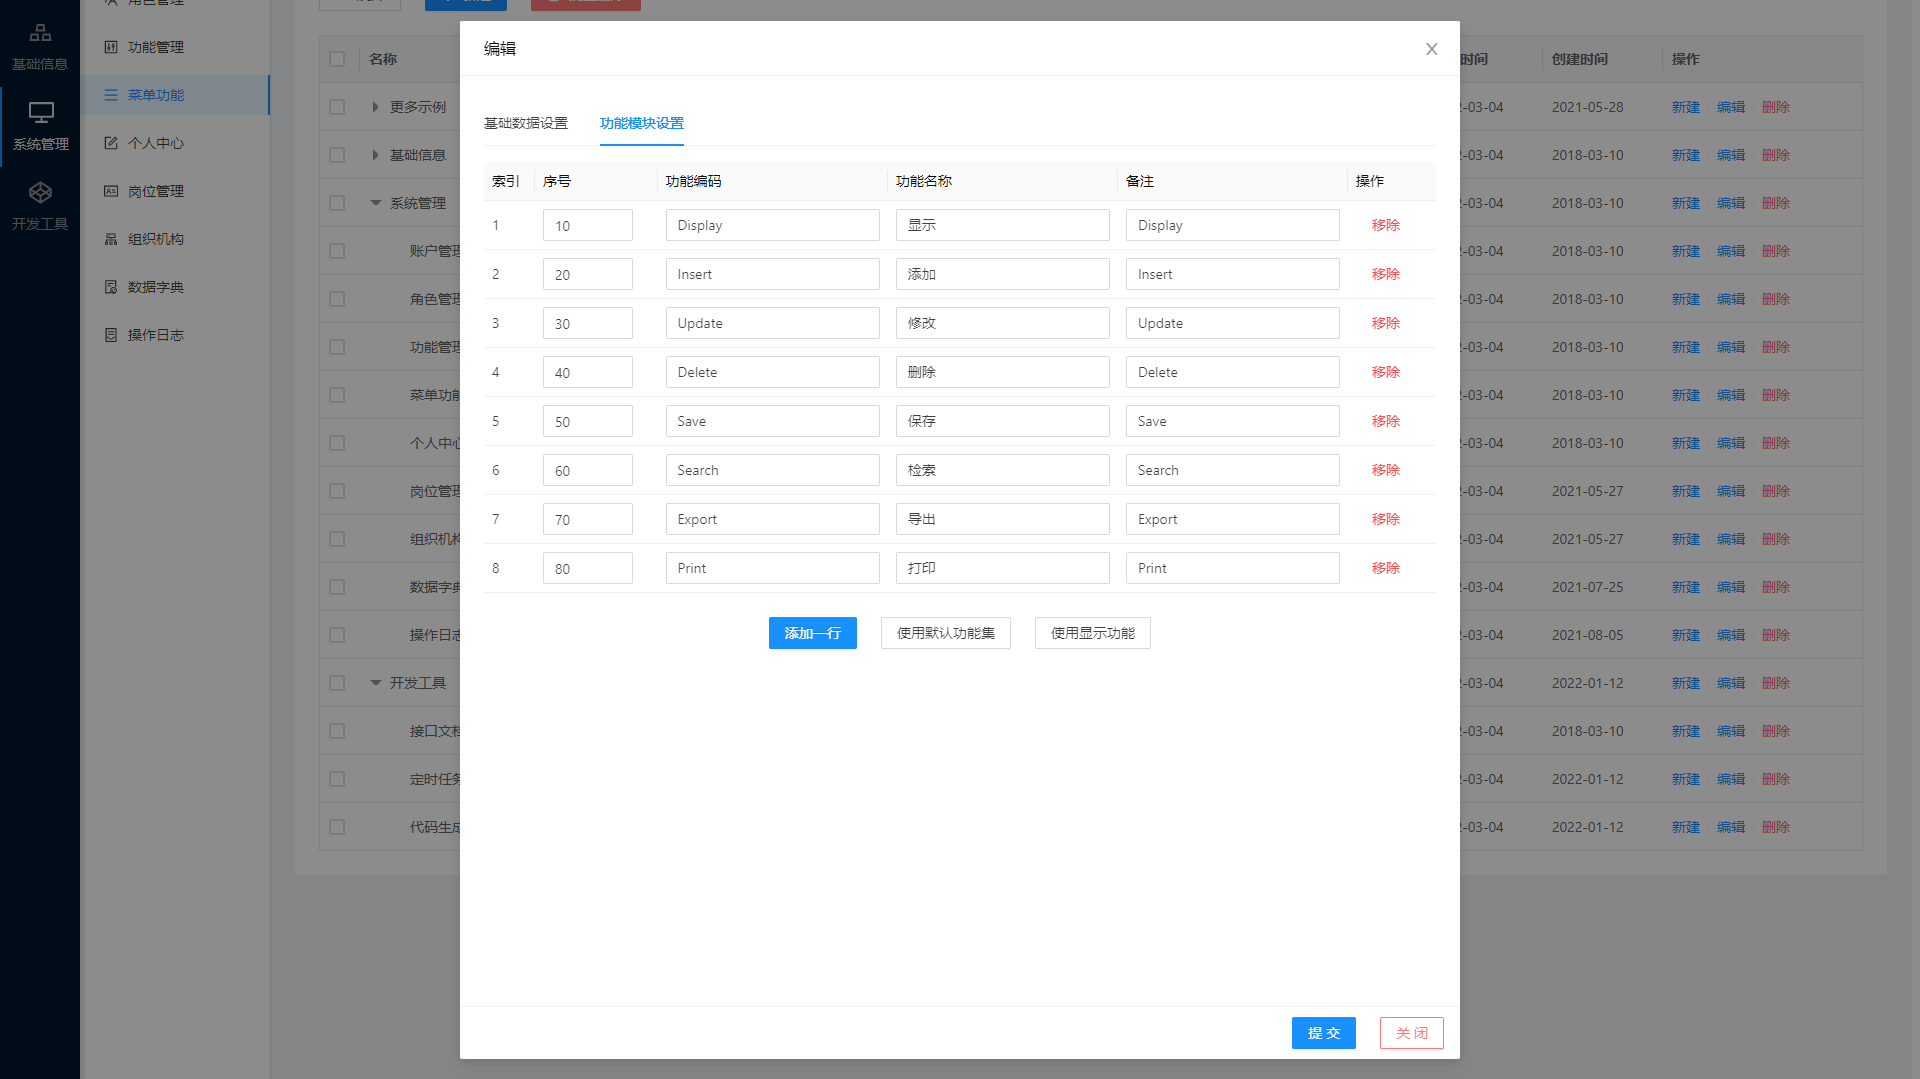 基础信息
系统管理
开发工具
角色管理
功能管理
菜单功能
个人中心
岗位管理
组织机构
数据字典
操作日志
名称
更多示例
基础信息
系统管理
账户管理
角色管理
功能管理
菜单功能
个人中心
岗位管理
组织机构
数据字典
操作日志
开发工具
接口文档
定时任务
代码生成
编辑
基础数据设置 功能模块设置
索引 序号 功能编码 功能名称 备注 操作
1 10 Display 显示 Display 移除
2 20 Insert 添加 Insert 移除
3 30 Update 修改 Update 移除
4 40 Delete 删除 Delete 移除
5 50 Save 保存 Save 移除
6 60 Search 检索 Search 移除
7 70 Export 导出 Export 移除
8 80 Print 打印 Print 移除
添加一行 使用默认功能集 使用显示功能
提 交 关 闭
时间 创建时间 操作
-03-04 2021-05-28 新建 编辑 删除
-03-04 2018-03-10 新建 编辑 删除
-03-04 2018-03-10 新建 编辑 删除
-03-04 2018-03-10 新建 编辑 删除
-03-04 2018-03-10 新建 编辑 删除
-03-04 2018-03-10 新建 编辑 删除
-03-04 2018-03-10 新建 编辑 删除
-03-04 2018-03-10 新建 编辑 删除
-03-04 2021-05-27 新建 编辑 删除
-03-04 2021-05-27 新建 编辑 删除
-03-04 2021-07-25 新建 编辑 删除
-03-04 2021-08-05 新建 编辑 删除
-03-04 2022-01-12 新建 编辑 删除
-03-04 2018-03-10 新建 编辑 删除
-03-04 2022-01-12 新建 编辑 删除
-03-04 2022-01-12 新建 编辑 删除